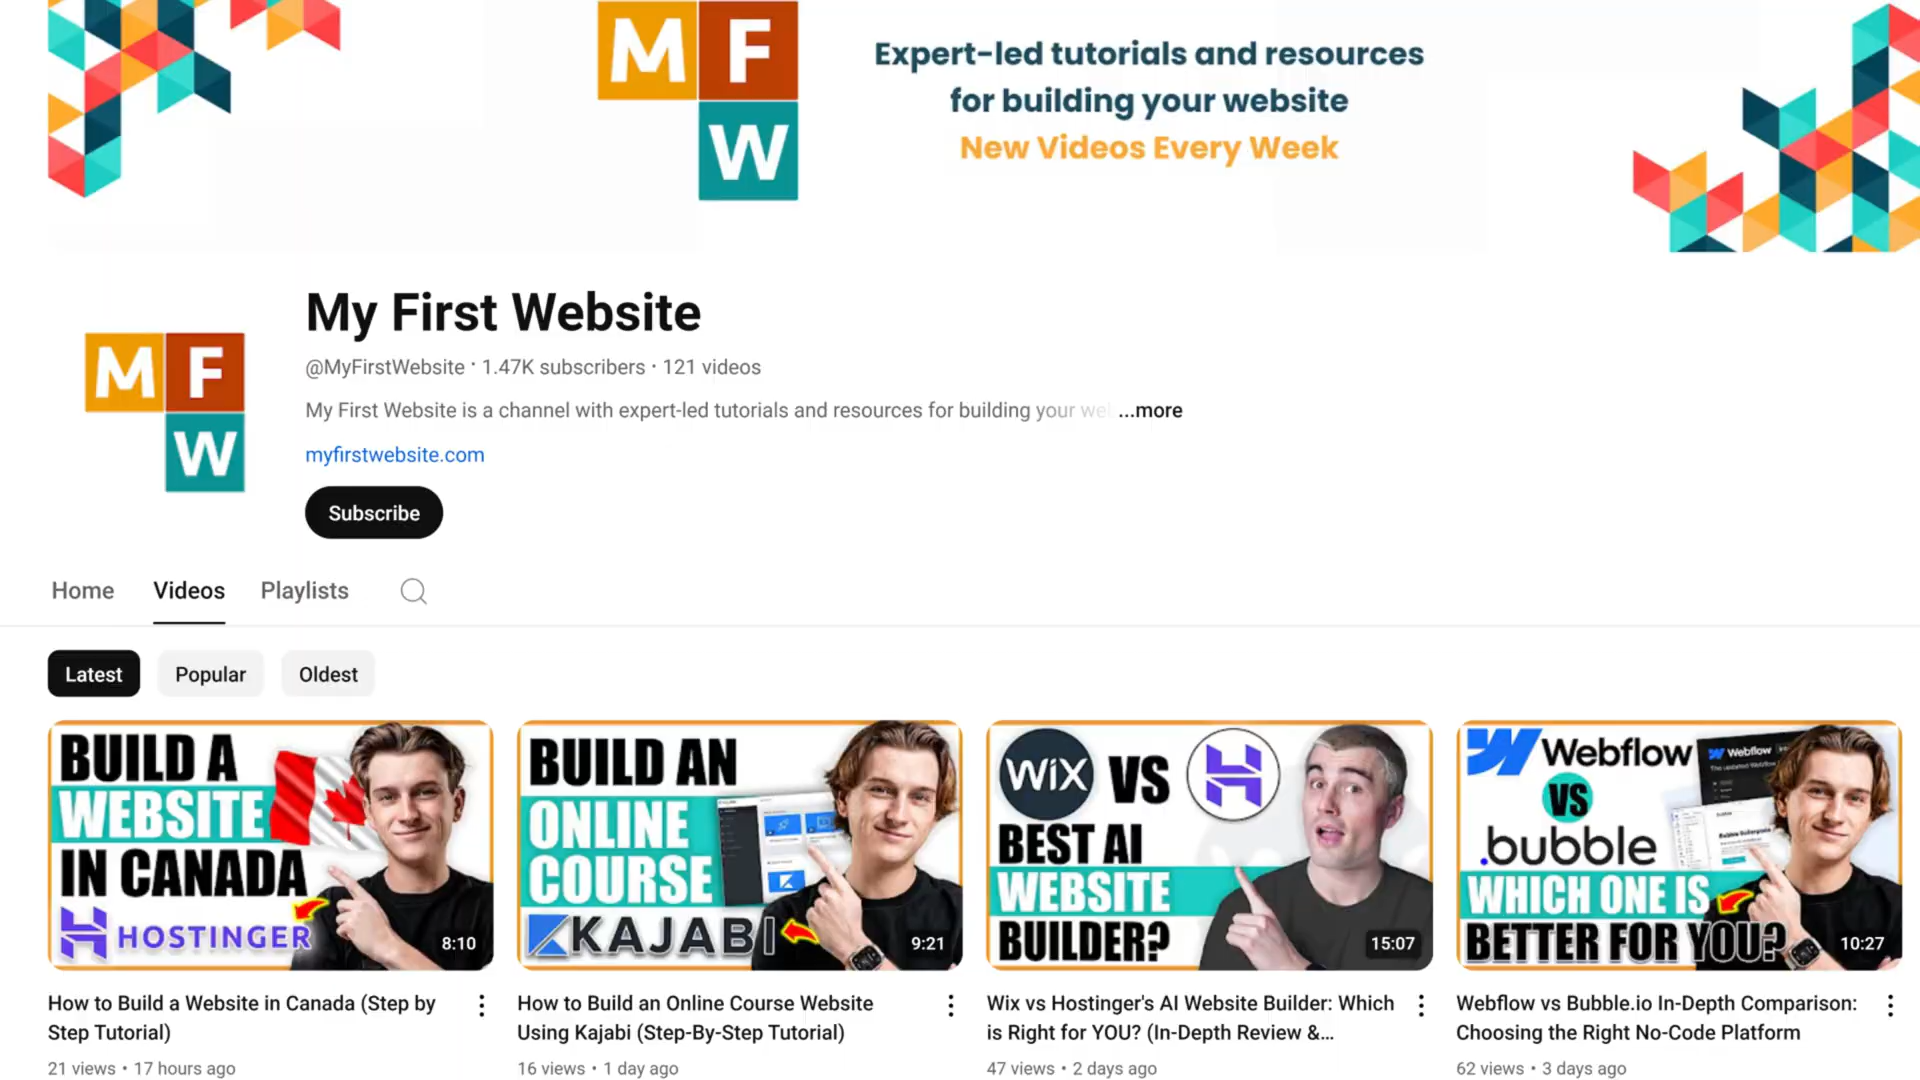 M F
W
Expert-led tutorials and resources
for building your website
New Videos Every Week
My First Website
M F
W
@MyFirstWebsite · 1.47K subscribers · 121 videos
My First Website is a channel with expert-led tutorials and resources for building your we ...more
myfirstwebsite.com
Subscribe
Home Videos Playlists
Latest Popular Oldest
BUILD A
WEBSITE
IN CANADA
HOSTINGER
8:10
BUILD AN
ONLINE
COURSE
KAJABI
9:21
WiX VS
BEST AI
WEBSITE
BUILDER?
15:07
Webflow
VS
.bubble
WHICH ONE IS
BETTER FOR YOU?
Webflow
10:27
How to Build a Website in Canada (Step by
Step Tutorial)
21 views • 17 hours ago
How to Build an Online Course Website
Using Kajabi (Step-By-Step Tutorial)
16 views • 1 day ago
Wix vs Hostinger's AI Website Builder: Which
is Right for YOU? (In-Depth Review &...
47 views • 2 days ago
Webflow vs Bubble.io In-Depth Comparison:
Choosing the Right No-Code Platform
62 views • 3 days ago